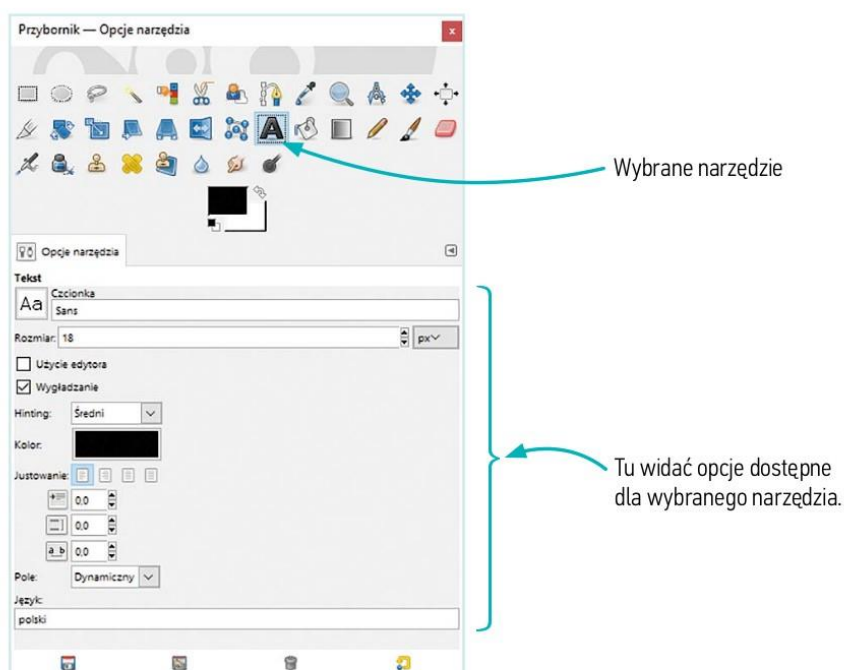 Przybornik — Opcje narzędzia
x
A
Wybrane narzędzie
Opcje narzędzia
Tekst
Aa
Czcionka
Sans
Rozmiar: 18 px
Użycie edytora
Wygładzanie
Hinting: Średni
Kolor:
Justowanie:
0,0
0,0
a_b 0,0
Pole: Dynamiczny
Język:
polski
Tu widać opcje dostępne
dla wybranego narzędzia.